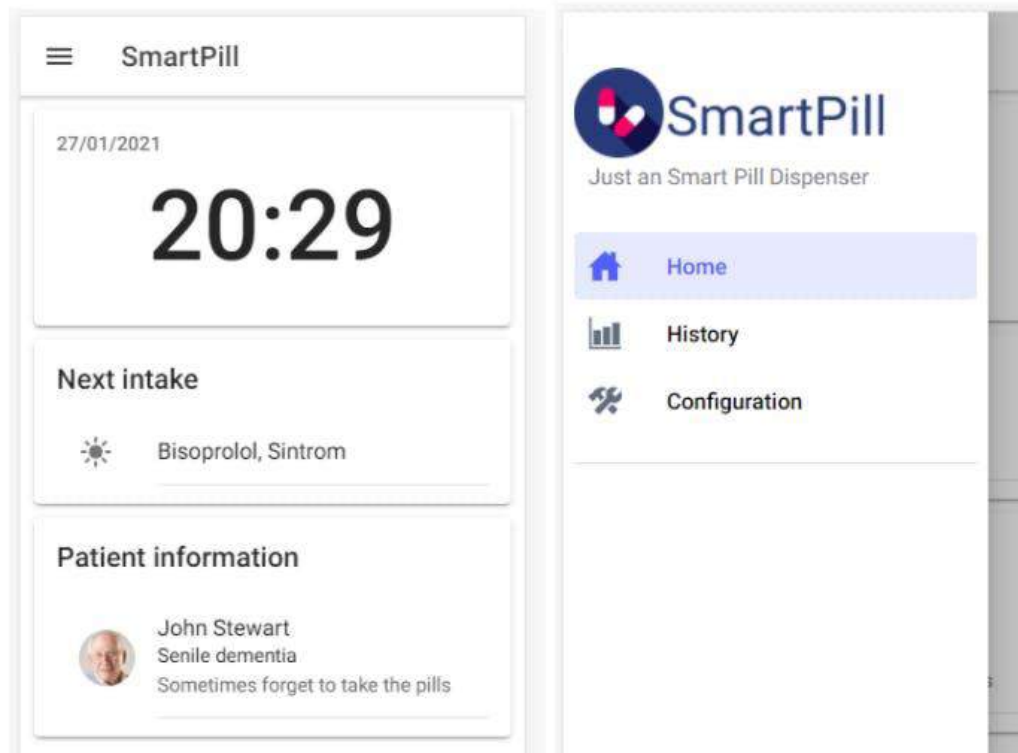 SmartPill
27/01/2021
20:29
Next intake
Bisoprolol, Sintrom
Patient information
John Stewart
Senile dementia
Sometimes forget to take the pills
SmartPill
Just an Smart Pill Dispenser
Home
History
Configuration
s